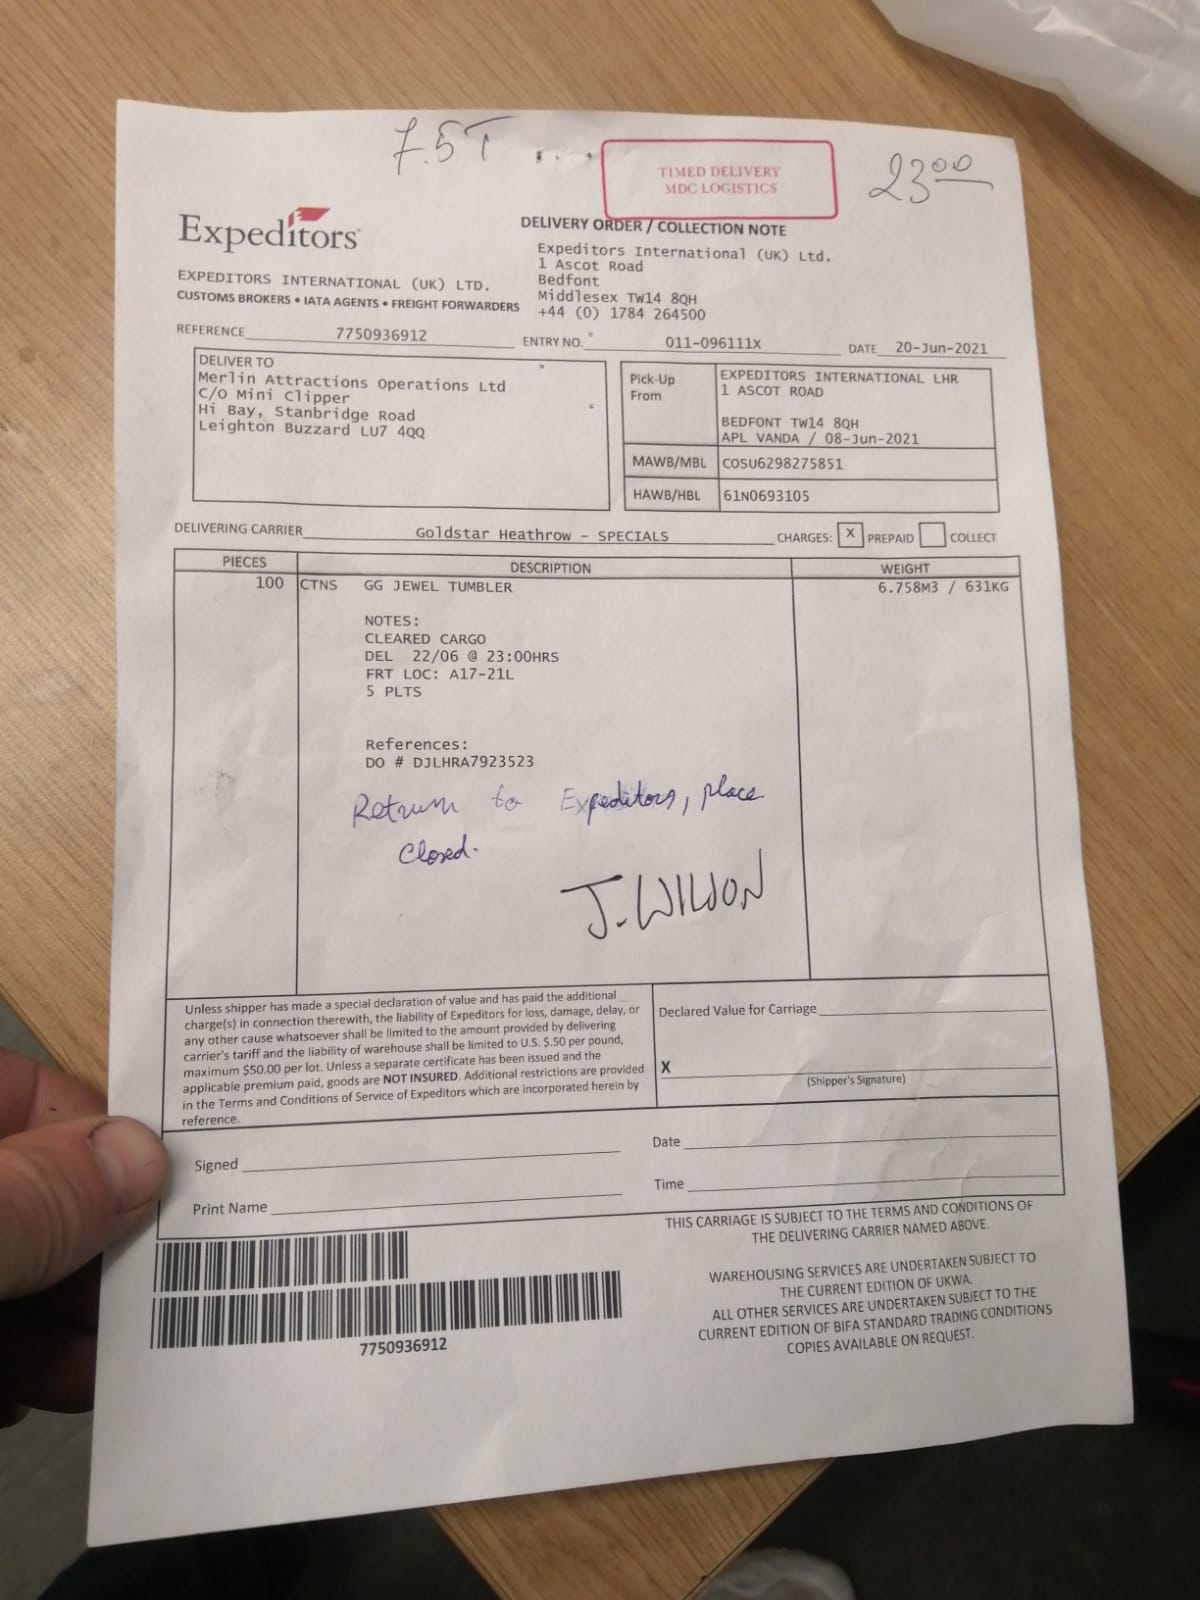 7.5T
TIMED DELIVERY
MDC LOGISTICS
23 00
Expeditors
DELIVERY ORDER / COLLECTION NOTE
Expeditors International (UK) Ltd.
1 Ascot Road
Bedfont
Middlesex TW14 8QH
+44 (0) 1784 264500
EXPEDITORS INTERNATIONAL (UK) LTD.
CUSTOMS BROKERS • IATA AGENTS • FREIGHT FORWARDERS
REFERENCE 7750936912 ENTRY NO. 011-096111X DATE 20-Jun-2021
DELIVER TO
Merlin Attractions Operations Ltd
C/O Mini Clipper
Hi Bay, Stanbridge Road
Leighton Buzzard LU7 4QQ
Pick-Up From
EXPEDITORS INTERNATIONAL LHR
1 ASCOT ROAD
BEDFONT TW14 8QH
APL VANDA / 08-Jun-2021
MAWB/MBL COSU6298275851
HAWB/HBL 61N0693105
DELIVERING CARRIER Goldstar Heathrow - SPECIALS CHARGES: X PREPAID COLLECT
PIECES DESCRIPTION WEIGHT
100 CTNS GG JEWEL TUMBLER 6.758M3 / 631KG
NOTES:
CLEARED CARGO
DEL 22/06 @ 23:00HRS
FRT LOC: A17-21L
5 PLTS
References:
DO # DJLHRA7923523
Return to Expeditors, place
closed.
J. WILSON
Unless shipper has made a special declaration of value and has paid the additional
charge(s) in connection therewith, the liability of Expeditors for loss, damage, delay, or
any other cause whatsoever shall be limited to the amount provided by delivering
carrier's tariff and the liability of warehouse shall be limited to U.S. $.50 per pound,
maximum $50.00 per lot. Unless a separate certificate has been issued and the
applicable premium paid, goods are NOT INSURED. Additional restrictions are provided
in the Terms and Conditions of Service of Expeditors which are incorporated herein by
reference.
Declared Value for Carriage
X
(Shipper's Signature)
Signed
Date
Print Name
Time
THIS CARRIAGE IS SUBJECT TO THE TERMS AND CONDITIONS OF
THE DELIVERING CARRIER NAMED ABOVE.
WAREHOUSING SERVICES ARE UNDERTAKEN SUBJECT TO
THE CURRENT EDITION OF UKWA.
ALL OTHER SERVICES ARE UNDERTAKEN SUBJECT TO THE
CURRENT EDITION OF BIFA STANDARD TRADING CONDITIONS
COPIES AVAILABLE ON REQUEST.
7750936912